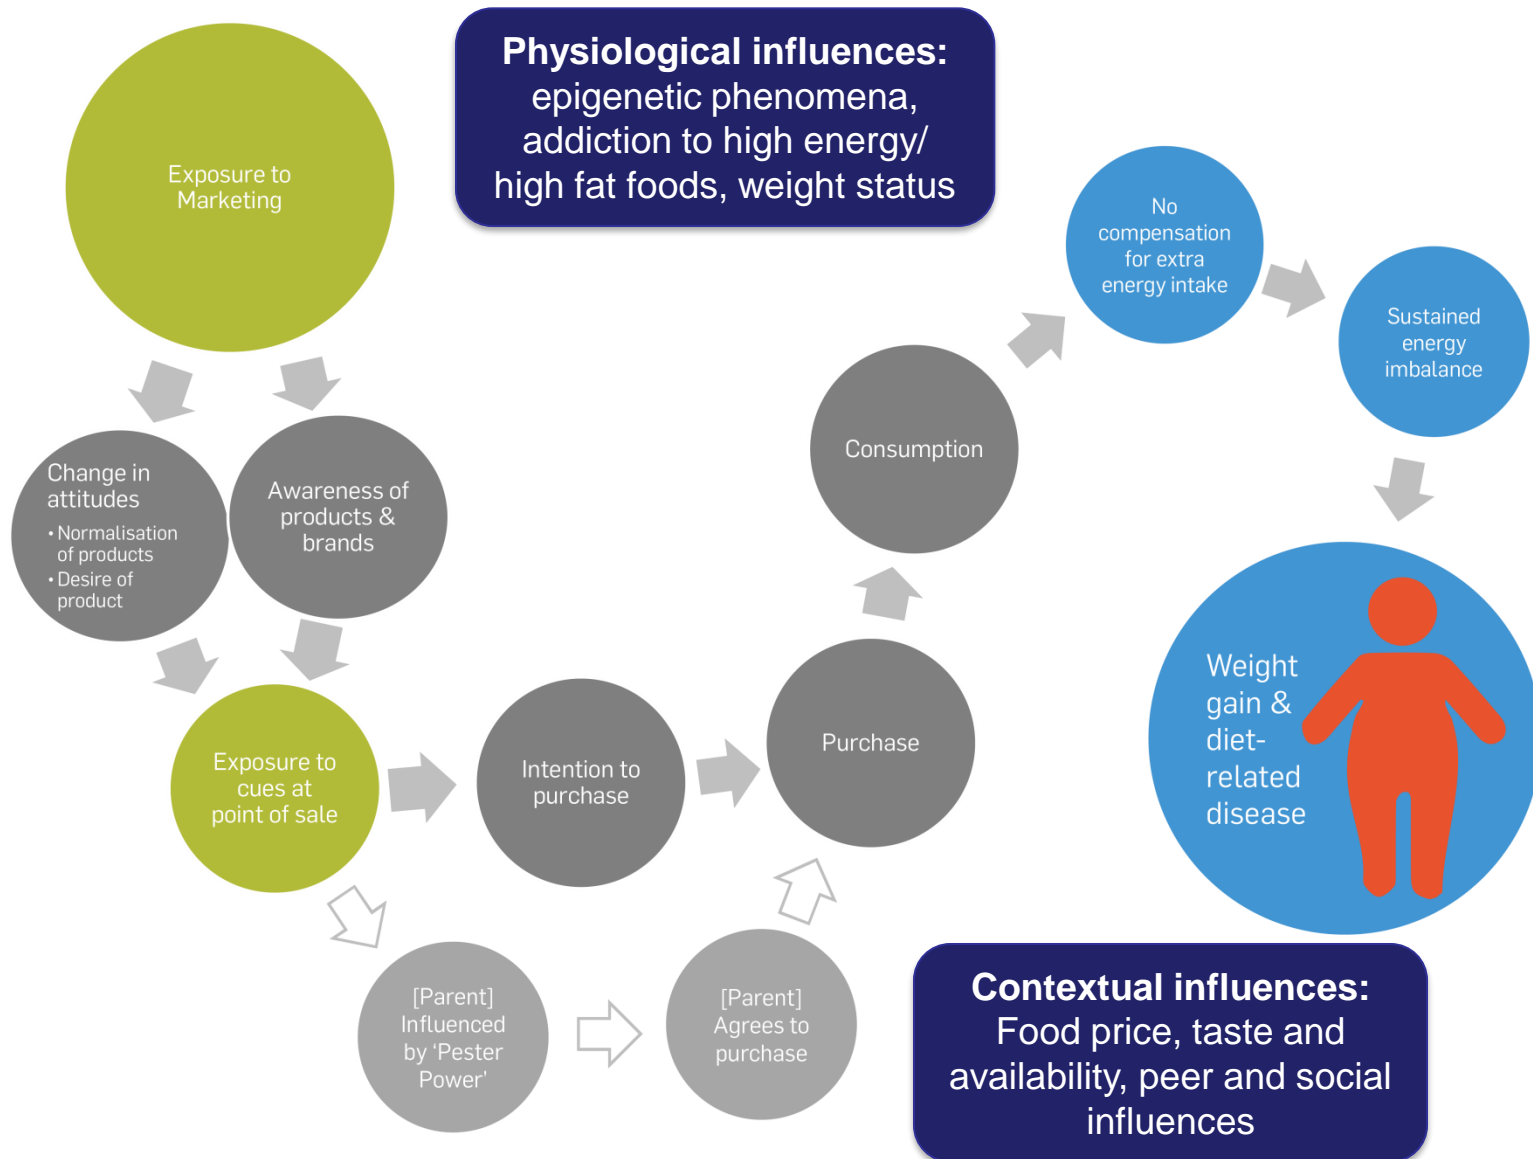 Exposure to
Marketing
Physiological influences:
epigenetic phenomena,
addiction to high energy/
high fat foods, weight status
No
compensation
for extra
energy intake
Sustained
energy
imbalance
Change in
attitudes
• Normalisation
of products
• Desire of
product
Awareness of
products &
brands
Consumption
Exposure to
cues at
point of sale
Intention to
purchase
Purchase
Weight
gain &
diet-
related
disease
[Parent]
Influenced
by ‘Pester
Power’
[Parent]
Agrees to
purchase
Contextual influences:
Food price, taste and
availability, peer and social
influences